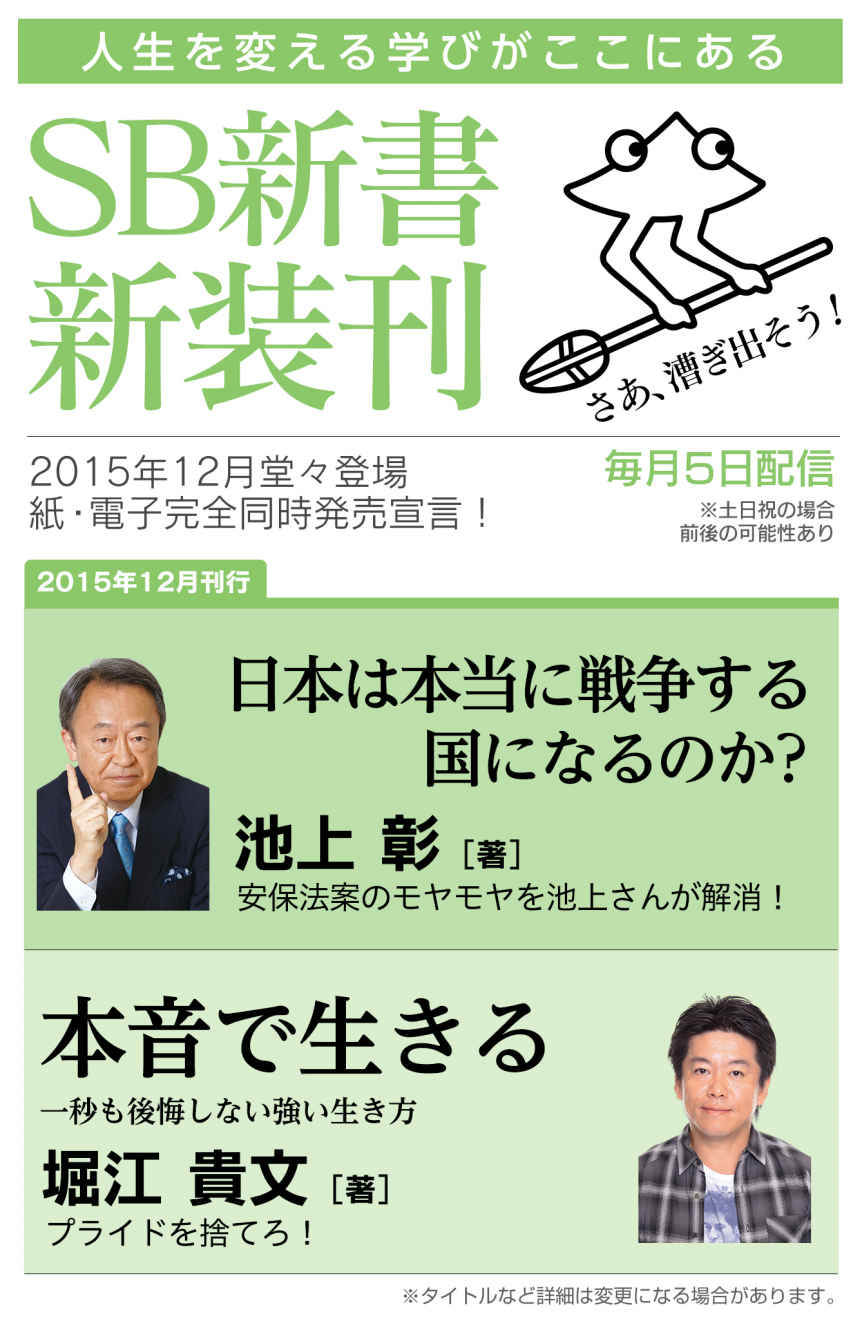 人生を変える学びがここにある
SB新書
新装刊
さあ、漕ぎ出そう！
2015年12月堂々登場
紙・電子完全同時発売宣言！
毎月5日配信
※土日祝の場合
前後の可能性あり
2015年12月刊行
日本は本当に戦争する
国になるのか?
池上 彰［著］
安保法案のモヤモヤを池上さんが解消！
本音で生きる
一秒も後悔しない強い生き方
堀江 貴文［著］
プライドを捨てろ！
※タイトルなど詳細は変更になる場合があります。